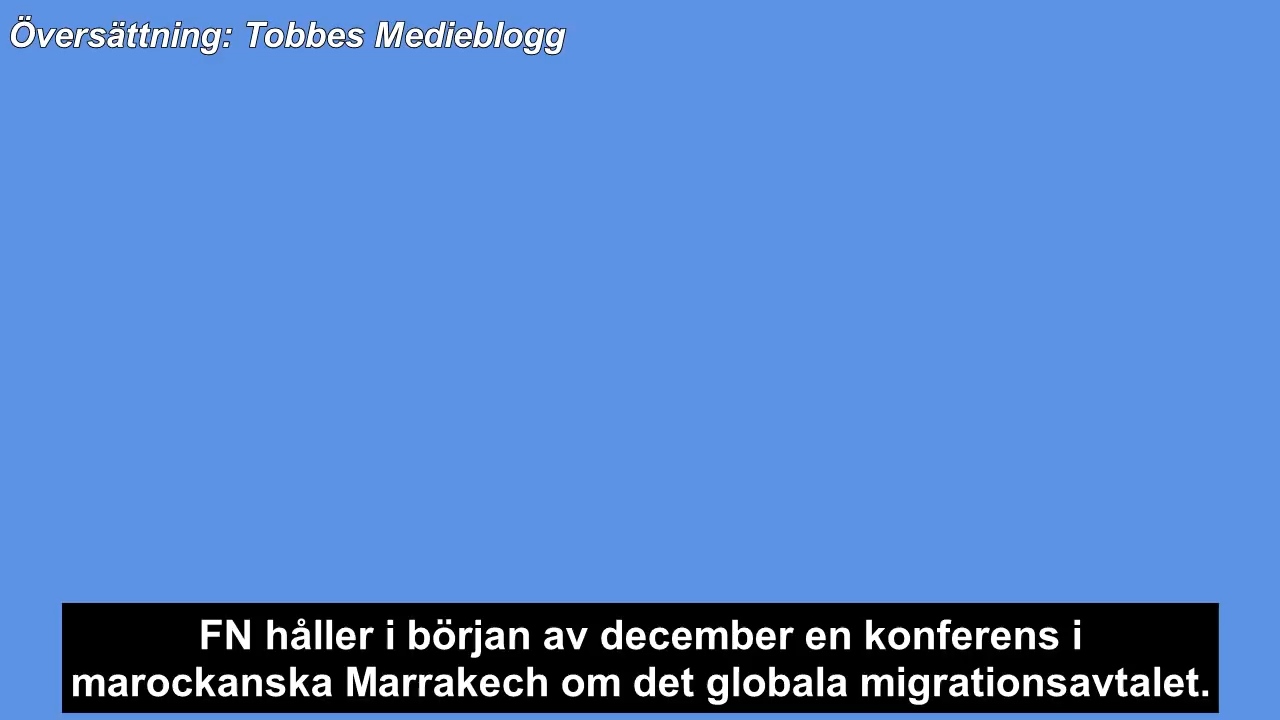 Översättning: Tobbes Medieblogg
FN håller i början av december en konferens i
marockanska Marrakech om det globala migrationsavtalet.